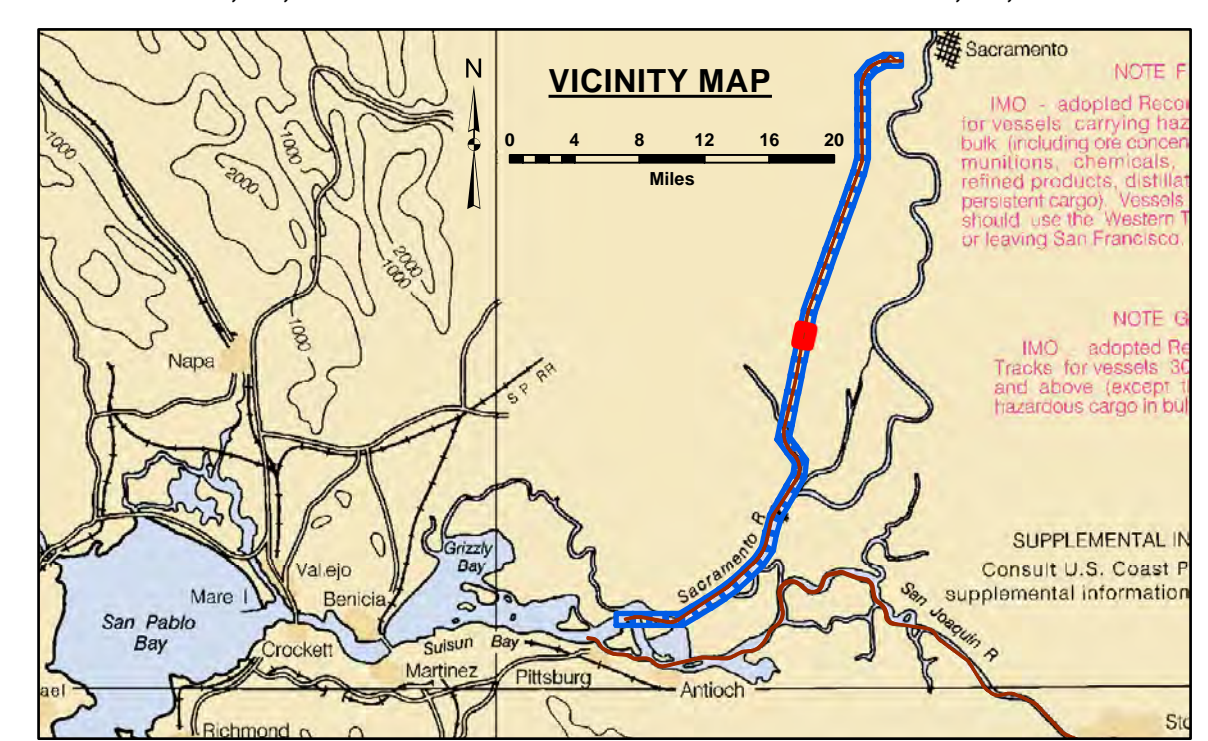 VICINITY MAP
N
0 4 8 12 16 20
Miles
Sacramento
NOTE F
IMO - adopted Recor
for vessels carrying haz
bulk (including ore concen
munitions, chemicals,
refined products, distillat
persistent cargo). Vessels
should use the Western T
or leaving San Francisco.
NOTE G
IMO - adopted Re
Tracks for vessels 30
and above (except t
hazardous cargo in bul
SUPPLEMENTAL IN
Consult U.S. Coast P
supplemental information
1000
2000
1000
2000
1000
1000
Napa
S P RR
Grizzly
Bay
Sacramento R
Vallejo
Mare I
Benicia
San Pablo
Bay
Crockett
Suisun Bay
Martinez
Pittsburg
Antioch
San Joaquin R
ael
Richmond
Sto